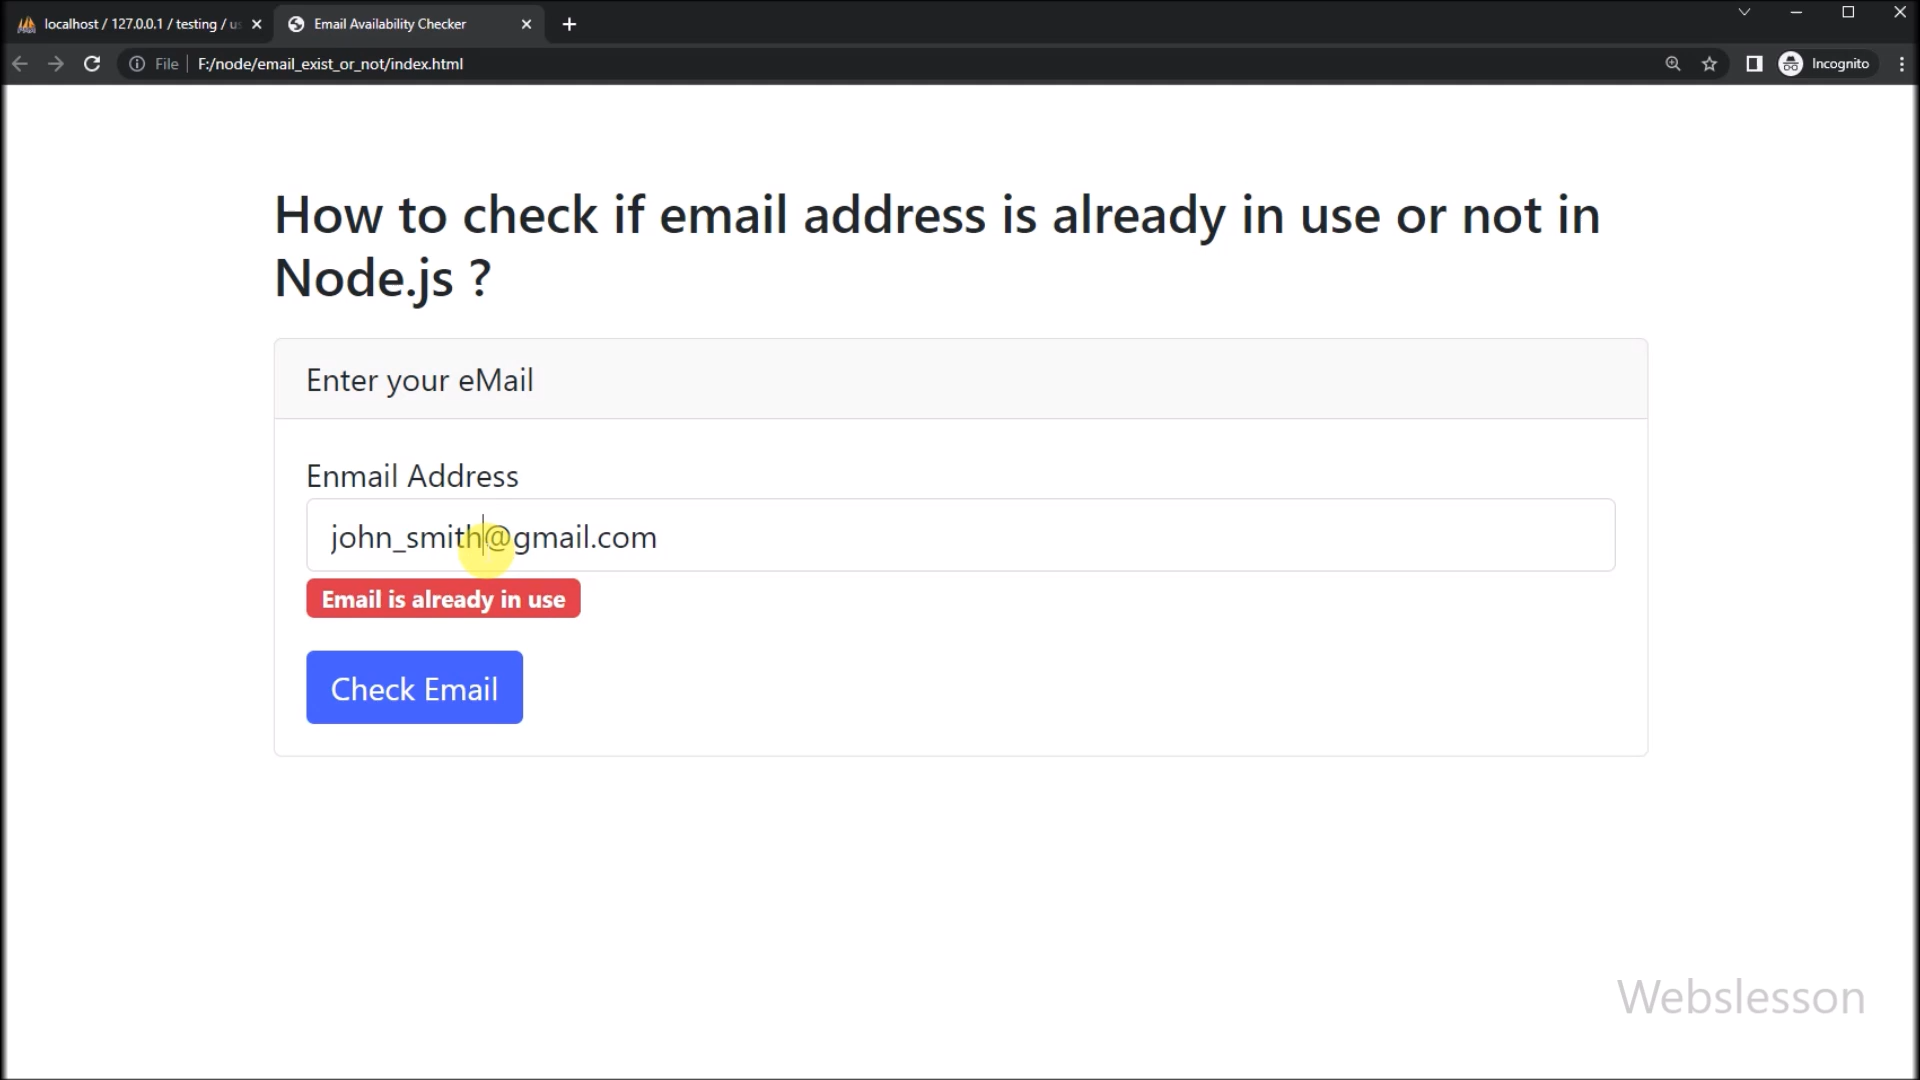 localhost / 127.0.0.1 / testing / us
Email Availability Checker
File
F:/node/email_exist_or_not/index.html
Incognito
How to check if email address is already in use or not in
Node.js ?
Enter your eMail
Enmail Address
john_smith@gmail.com
Email is already in use
Check Email
Webslesson